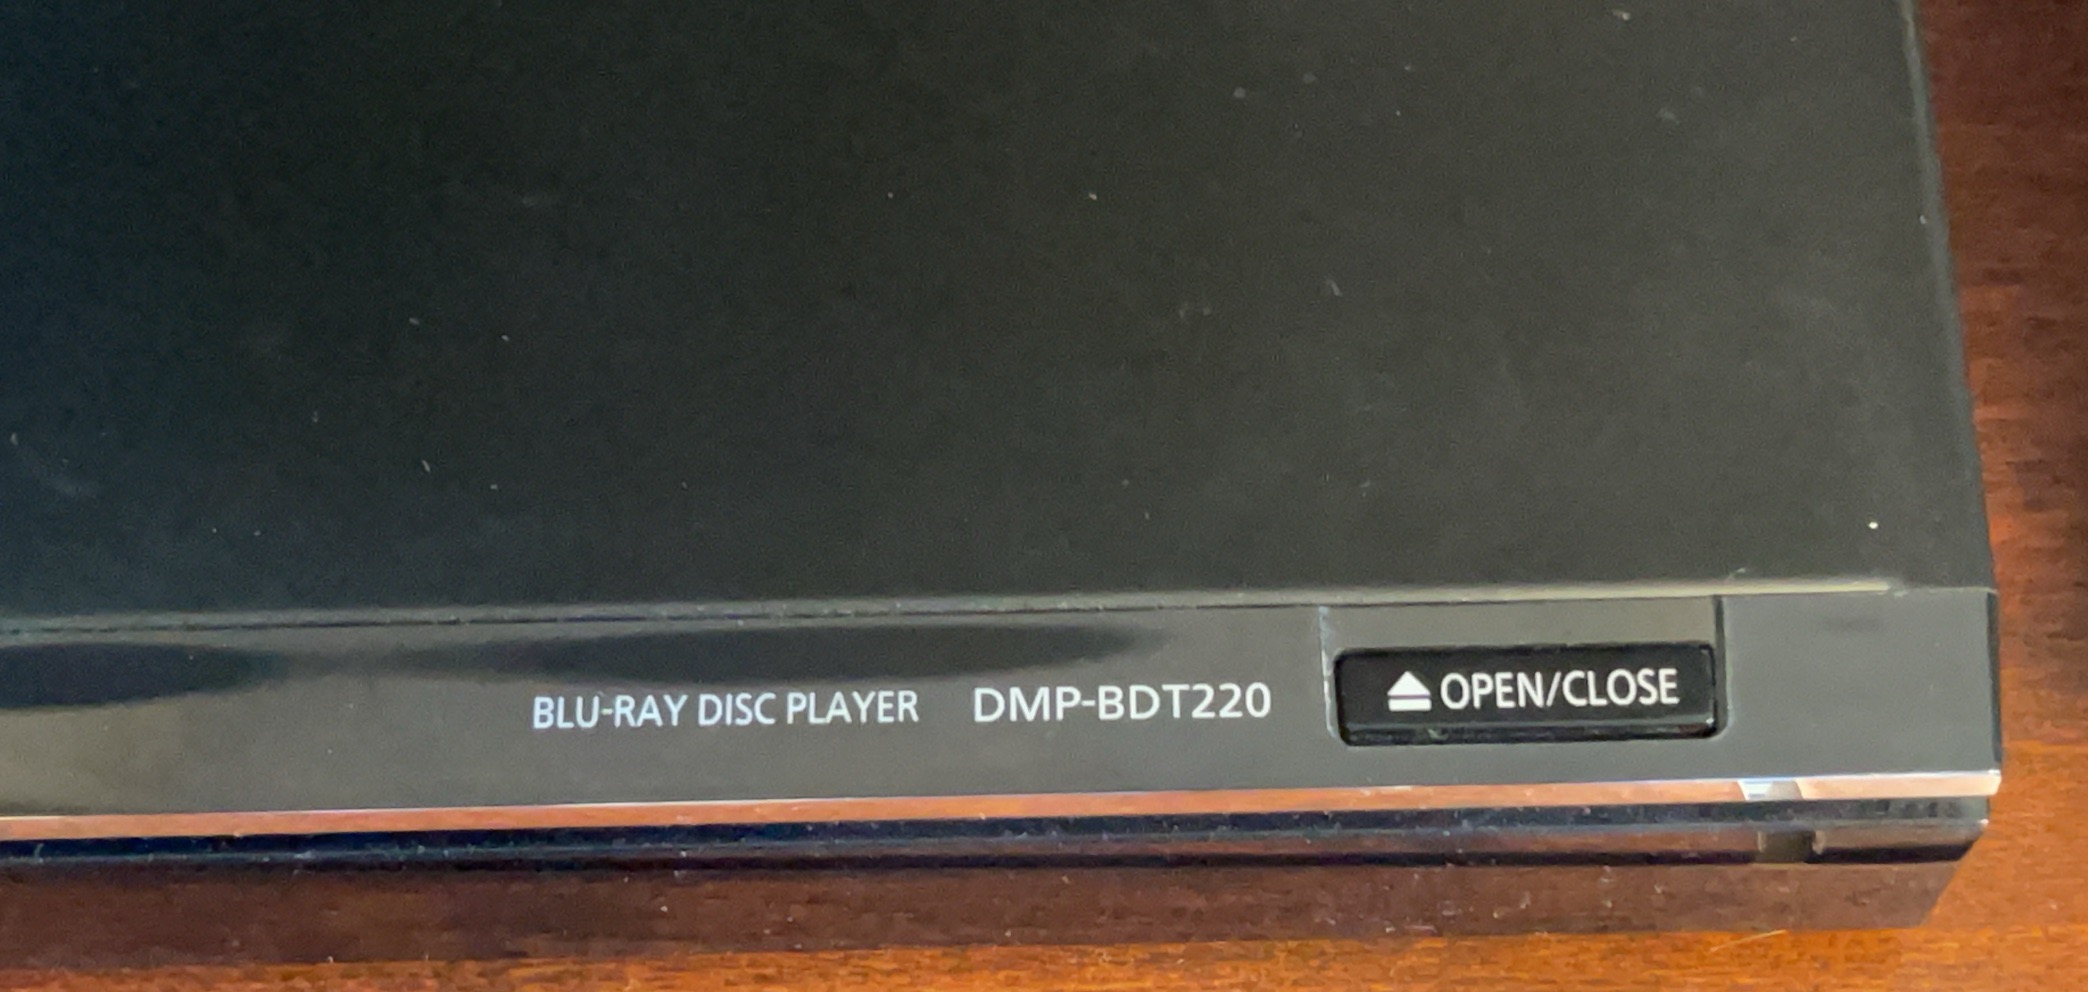 BLU-RAY DISC PLAYER DMP-BDT220 ⏏OPEN/CLOSE